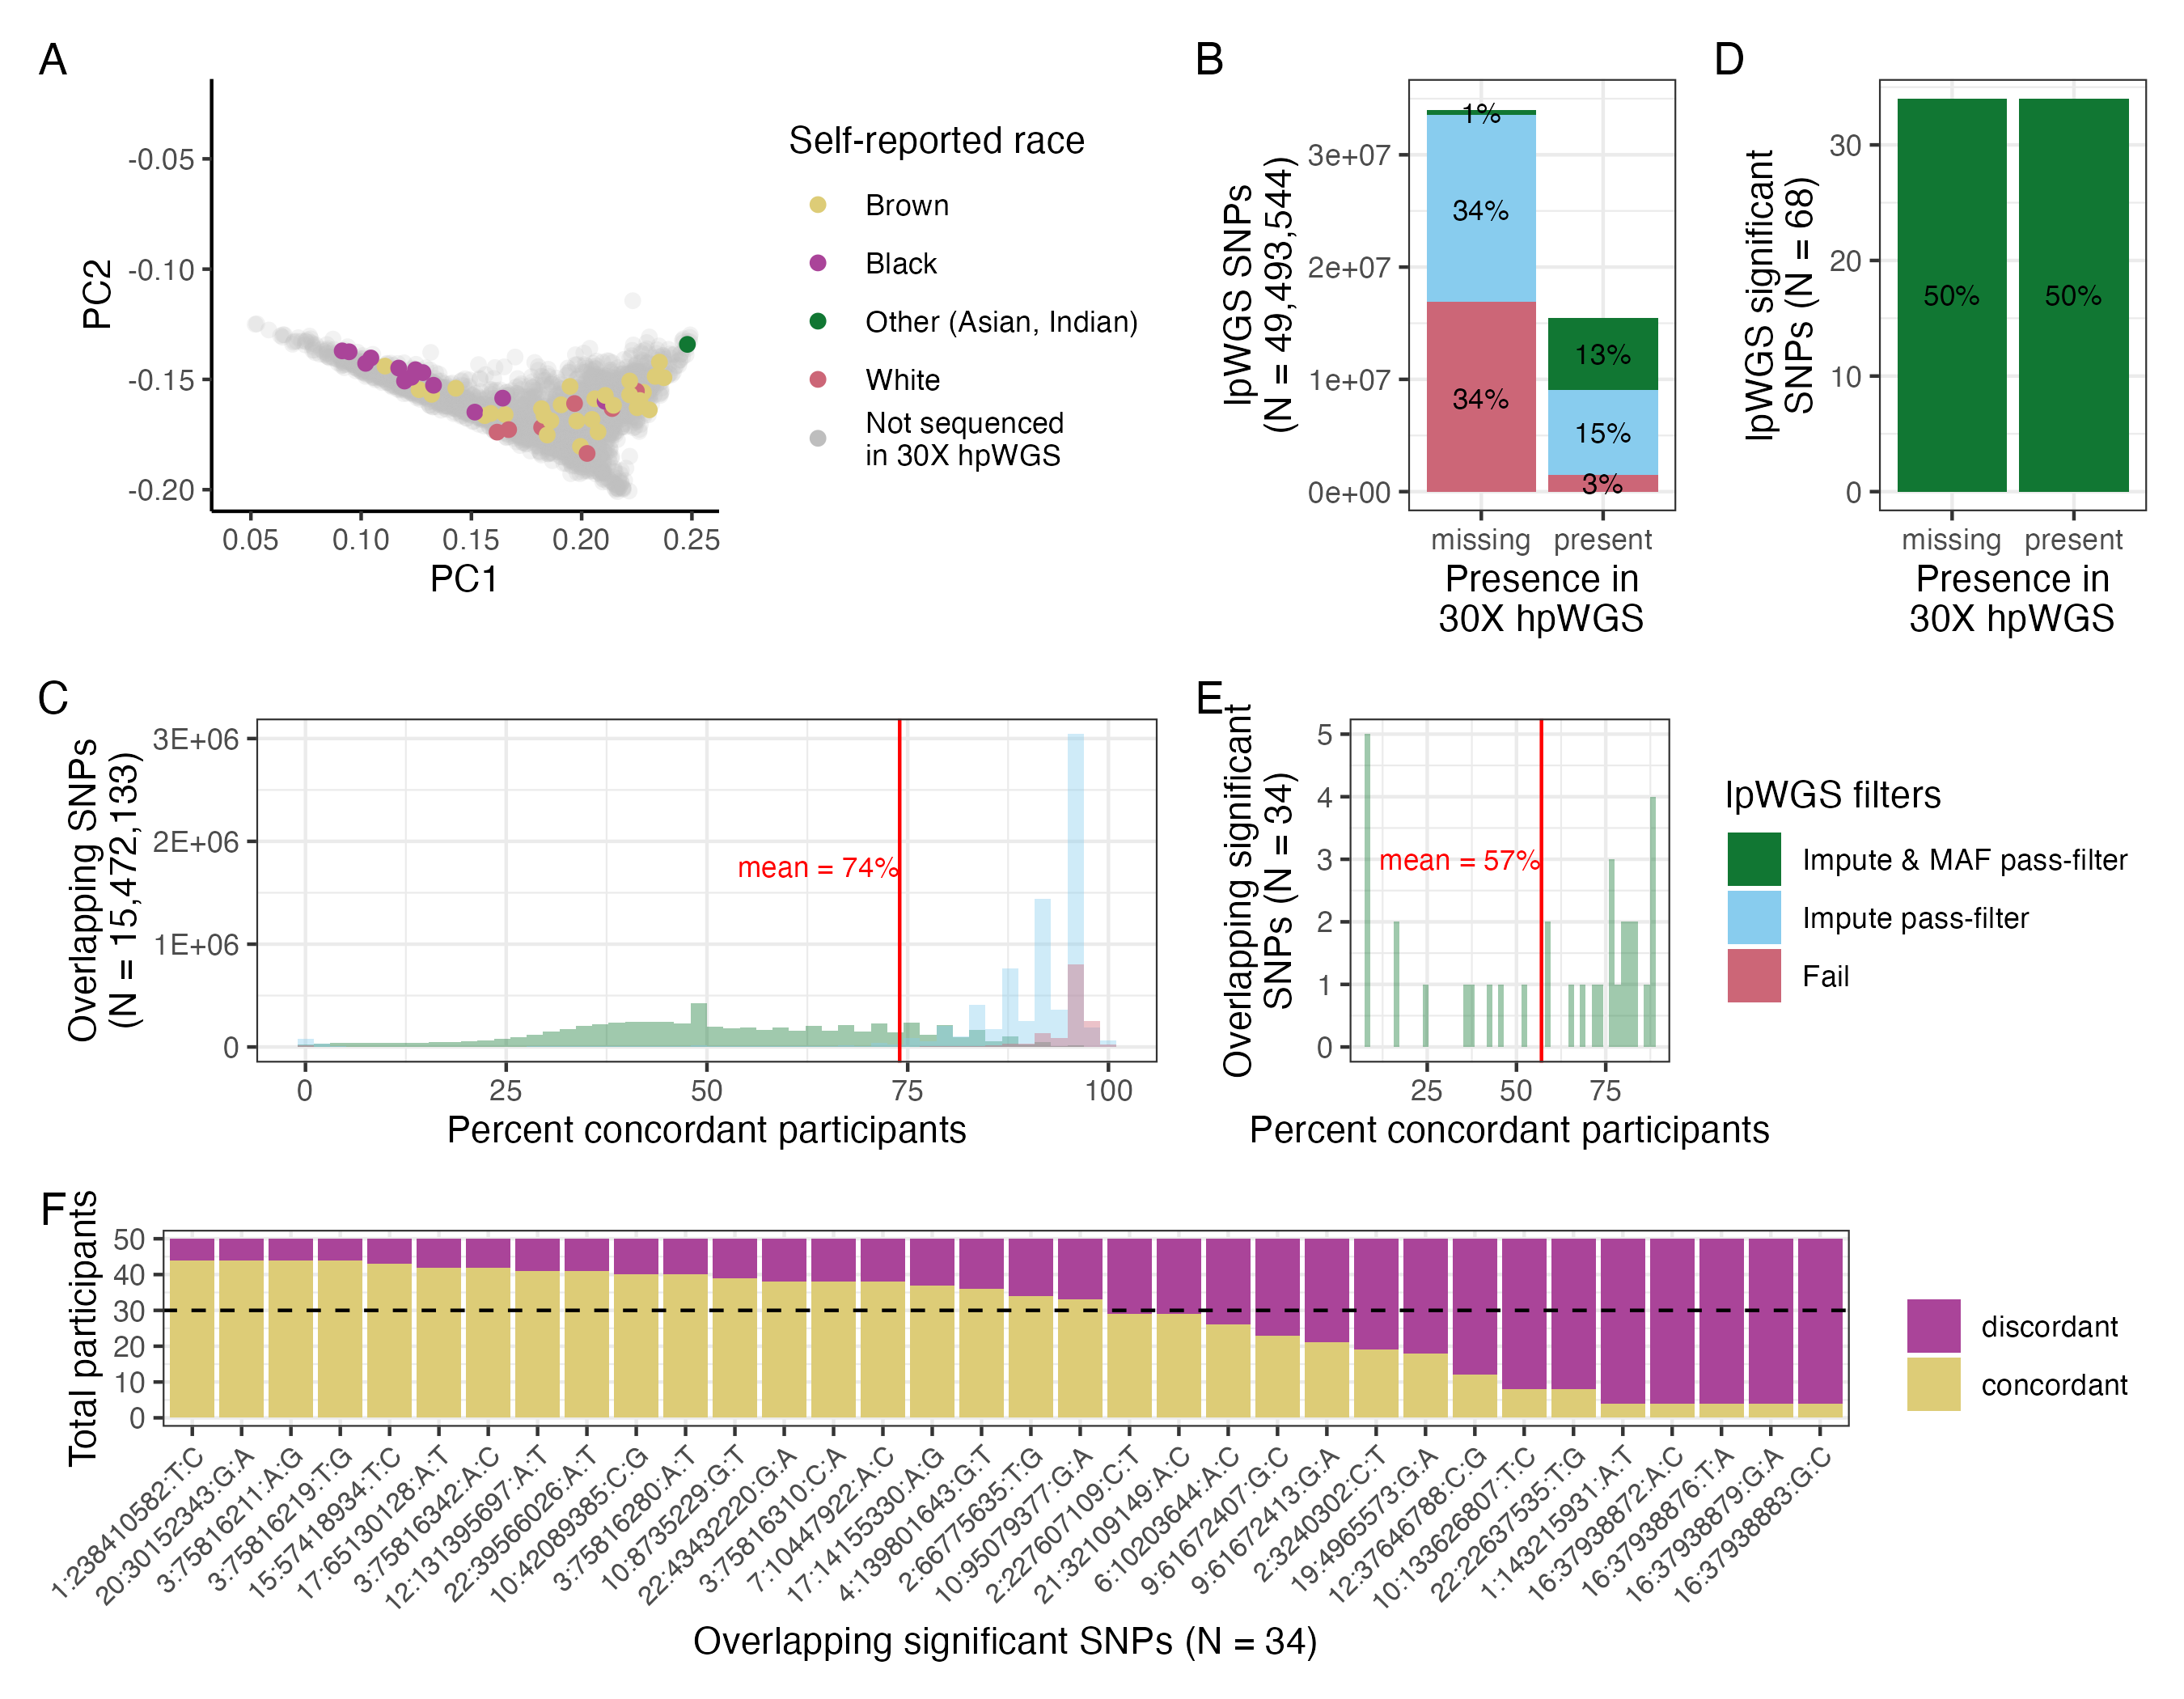 A
-0.05
-0.10
-0.15
-0.20
PC2
0.05 0.10 0.15 0.20 0.25
PC1
Self-reported race
Brown
Black
Other (Asian, Indian)
White
Not sequenced
in 30X hpWGS
B
lpWGS SNPs
(N = 49,493,544)
3e+07
2e+07
1e+07
0e+00
1%
34%
34%
13%
15%
3%
missing present
Presence in
30X hpWGS
D
lpWGS significant
SNPs (N = 68)
30
20
10
0
50% 50%
missing present
Presence in
30X hpWGS
C
Overlapping SNPs
(N = 15,472,133)
3E+06
2E+06
1E+06
0
mean = 74%
0 25 50 75 100
Percent concordant participants
E
Overlapping significant
SNPs (N = 34)
5
4
3
2
1
0
mean = 57%
25 50 75
Percent concordant participants
lpWGS filters
Impute & MAF pass-filter
Impute pass-filter
Fail
F
Total participants
50
40
30
20
10
0
1:238410582:T:C
20:30152343:G:A
3:75816211:A:G
3:75816219:T:G
15:57418934:T:C
17:65130128:A:T
3:75816342:A:C
12:131395697:A:T
22:39566026:A:T
10:42089385:C:G
3:75816280:A:T
10:8735229:G:T
22:43432220:G:A
3:75816310:C:A
7:10447922:A:C
17:14155330:A:G
4:139801643:G:T
2:66775635:T:G
10:95079377:G:A
2:227607109:C:T
21:32109149:A:C
6:10203644:A:C
9:61672407:G:C
9:61672413:G:A
2:3240302:C:T
19:4965573:G:A
12:37646788:C:G
10:133626807:T:C
22:22637535:T:G
1:143215931:A:T
16:37938872:A:C
16:37938876:T:A
16:37938879:G:A
16:37938883:G:C
Overlapping significant SNPs (N = 34)
discordant
concordant